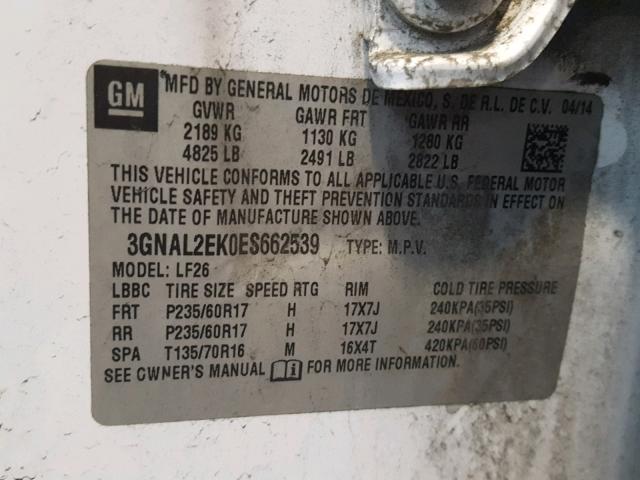 GM
MFD BY GENERAL MOTORS DE MEXICO, S. DE R.L. DE C.V. 04/14
GVWR GAWR FRT GAWR RR
2189 KG 1130 KG 1280 KG
4825 LB 2491 LB 2822 LB
THIS VEHICLE CONFORMS TO ALL APPLICABLE U.S. FEDERAL MOTOR
VEHICLE SAFETY AND THEFT PREVENTION STANDARDS IN EFFECT ON
THE DATE OF MANUFACTURE SHOWN ABOVE.
3GNAL2EK0ES662539 TYPE: M.P.V.
MODEL: LF26
LBBC TIRE SIZE SPEED RTG RIM COLD TIRE PRESSURE
FRT P235/60R17 H 17X7J 240KPA(35PSI)
RR P235/60R17 H 17X7J 240KPA(35PSI)
SPA T135/70R16 M 16X4T 420KPA(60PSI)
SEE OWNER'S MANUAL FOR MORE INFORMATION.